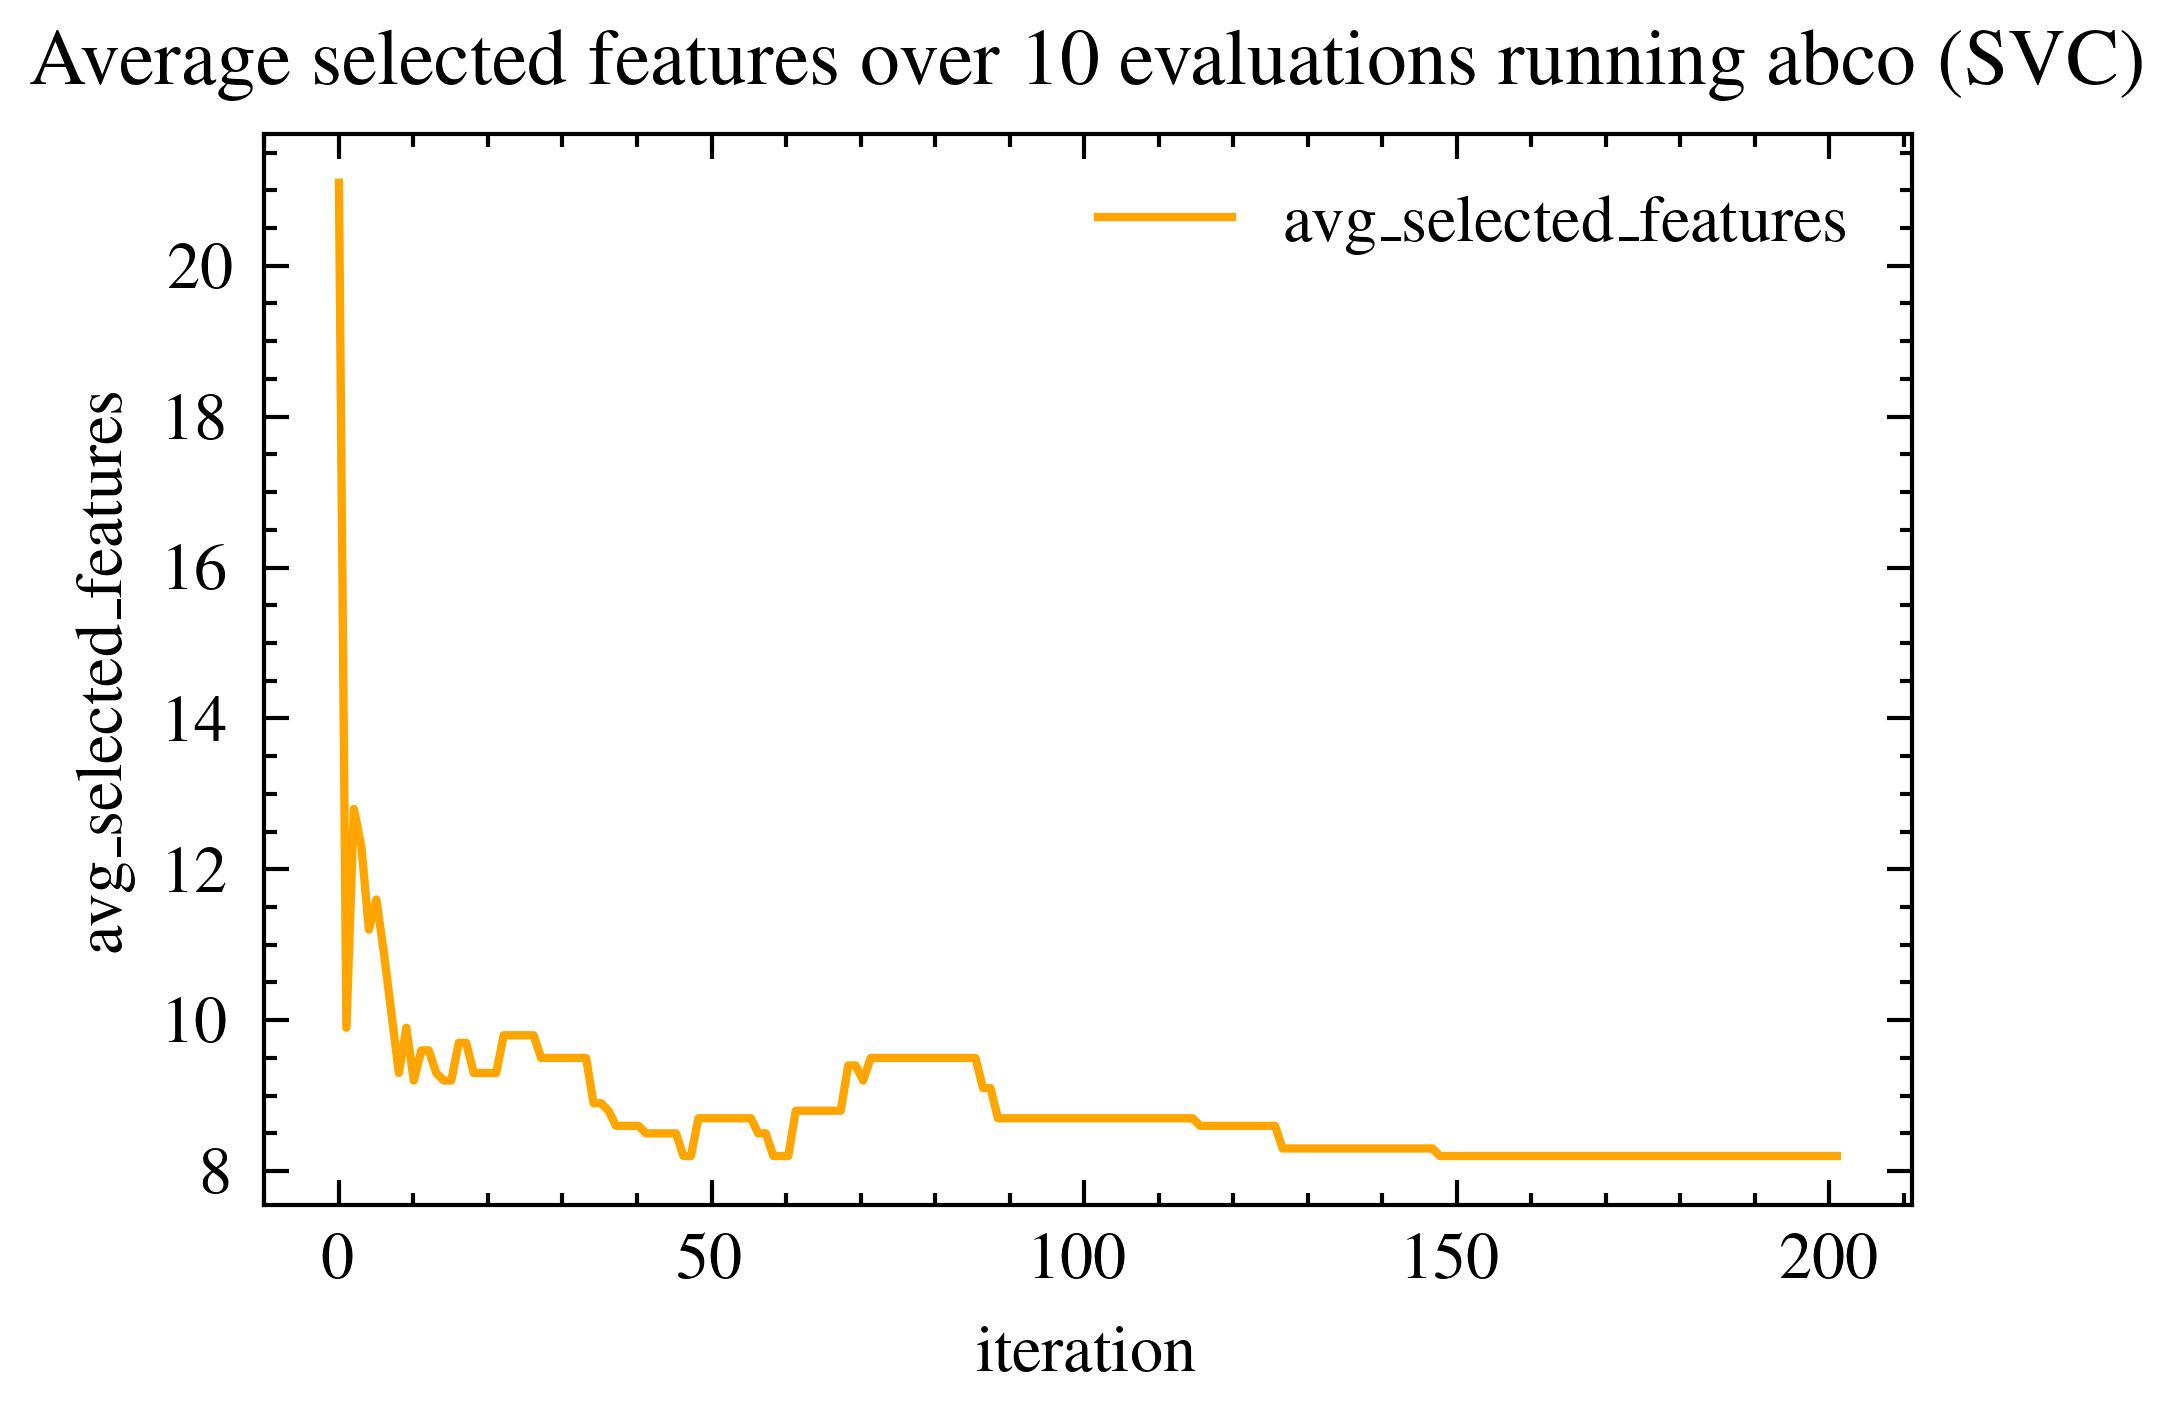 Average selected features over 10 evaluations running abco (SVC)
avg_selected_features
20
18
16
14
12
10
8
avg_selected_features
0 50 100 150 200
iteration